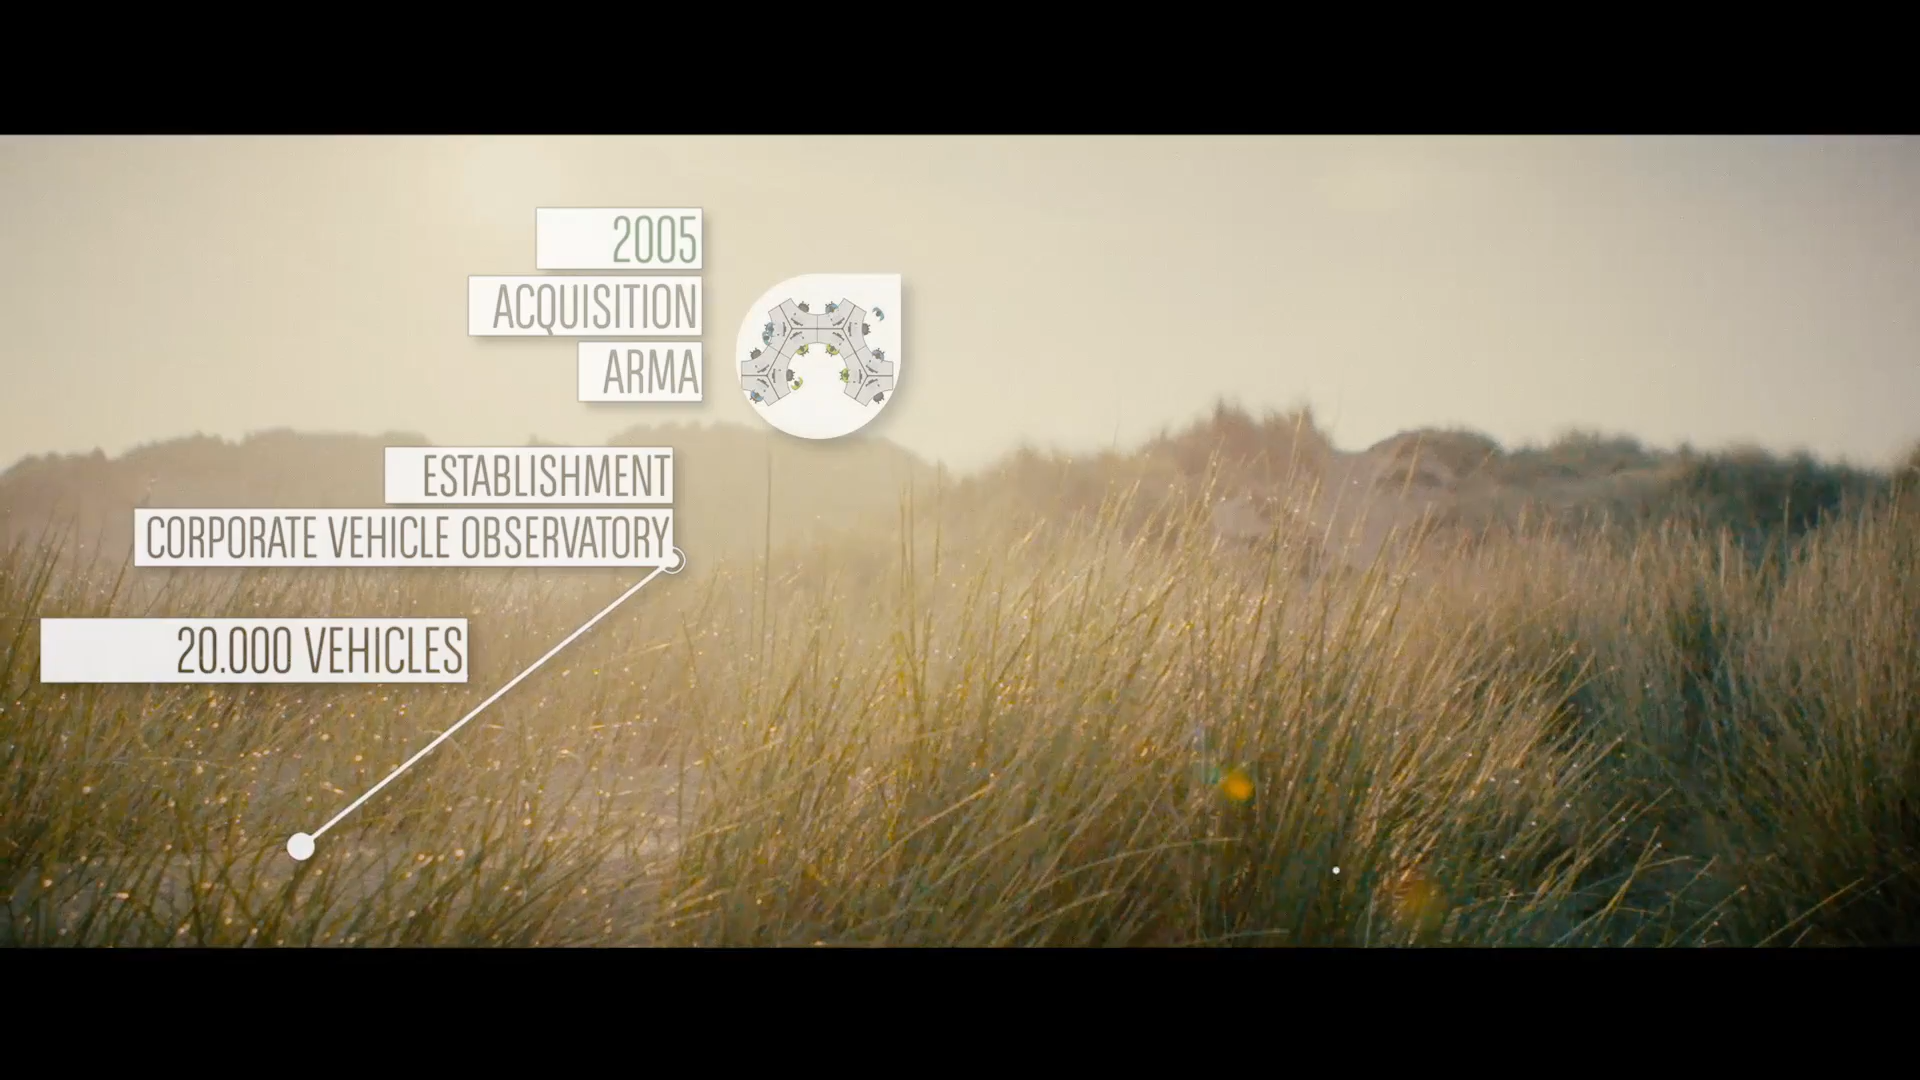 2005
ACQUISITION
ARMA
ESTABLISHMENT
CORPORATE VEHICLE OBSERVATORY
20.000 VEHICLES